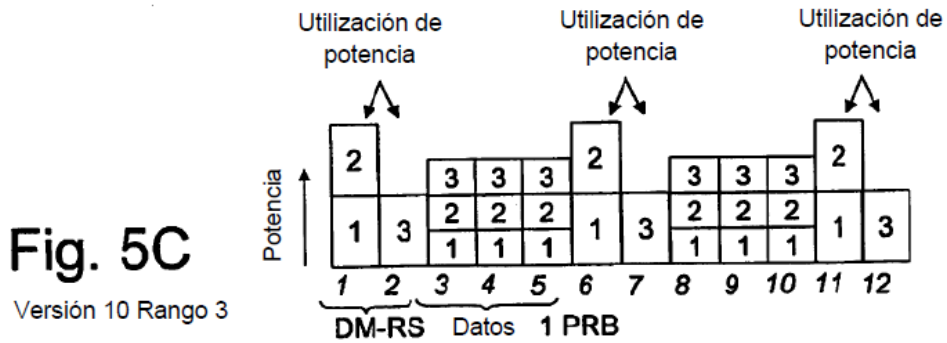 Utilización de potencia
Utilización de potencia
Utilización de potencia
Potencia
2 2 2
3 3 3 3 3 3
2 2 2 2 2 2
1 3 1 3 1 3
1 1 1 1 1 1
1 2 3 4 5 6 7 8 9 10 11 12
DM-RS Datos 1 PRB
Fig. 5C
Versión 10 Rango 3